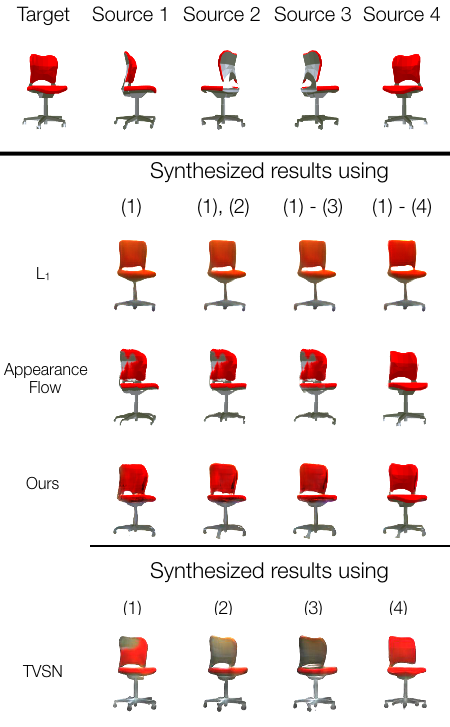 Target Source 1 Source 2 Source 3 Source 4
Synthesized results using
(1) (1), (2) (1) - (3) (1) - (4)
L₁
Appearance
Flow
Ours
Synthesized results using
(1) (2) (3) (4)
TVSN